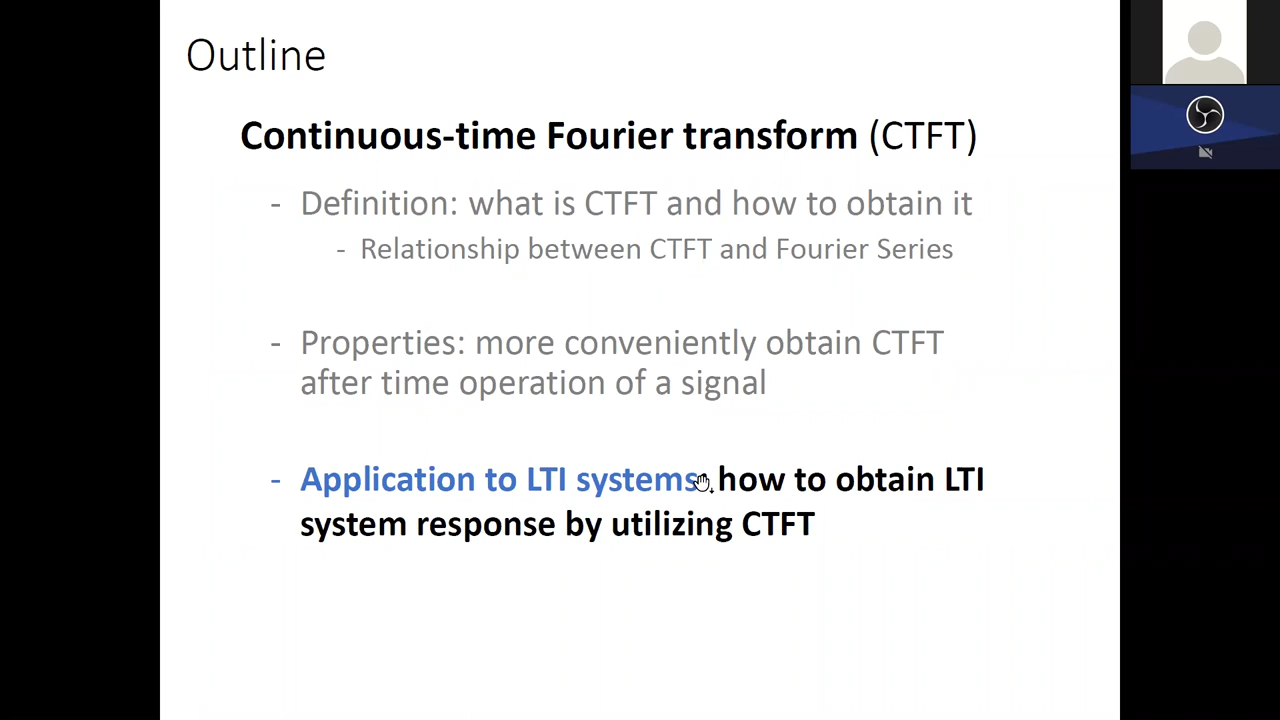 Outline
Continuous-time Fourier transform (CTFT)
- Definition: what is CTFT and how to obtain it
- Relationship between CTFT and Fourier Series
- Properties: more conveniently obtain CTFT
after time operation of a signal
- Application to LTI systems: how to obtain LTI
system response by utilizing CTFT